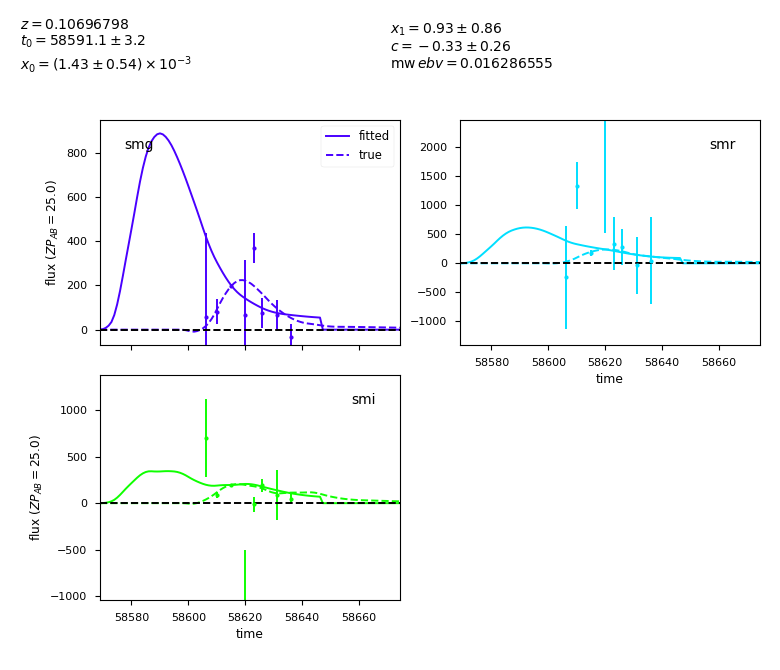 z = 0.10696798
t₀ = 58591.1 ± 3.2
x₀ = (1.43 ± 0.54) × 10⁻³
x₁ = 0.93 ± 0.86
c = −0.33 ± 0.26
mw ebv = 0.016286555
smg
fitted
true
flux (ZP_AB = 25.0)
800
600
400
200
0
smr
2000
1500
1000
500
0
−500
−1000
58580 58600 58620 58640 58660
time
smi
flux (ZP_AB = 25.0)
1000
500
0
−500
−1000
58580 58600 58620 58640 58660
time